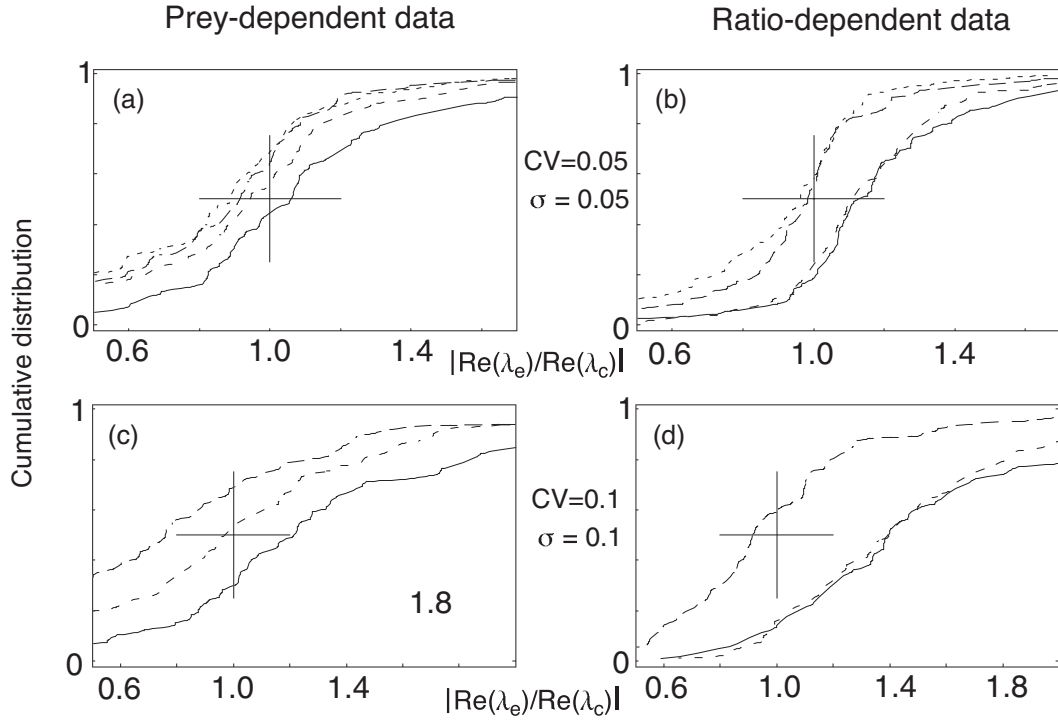 Prey-dependent data
Ratio-dependent data
Cumulative distribution
1
(a)
0
0.6
1.0
1.4
|Re(λe)/Re(λc)|
CV=0.05
σ = 0.05
1
(b)
0
0.6
1.0
1.4
1
(c)
0
0.6
1.0
1.4
1.8
|Re(λe)/Re(λc)|
CV=0.1
σ = 0.1
1
(d)
0
0.6
1.0
1.4
1.8